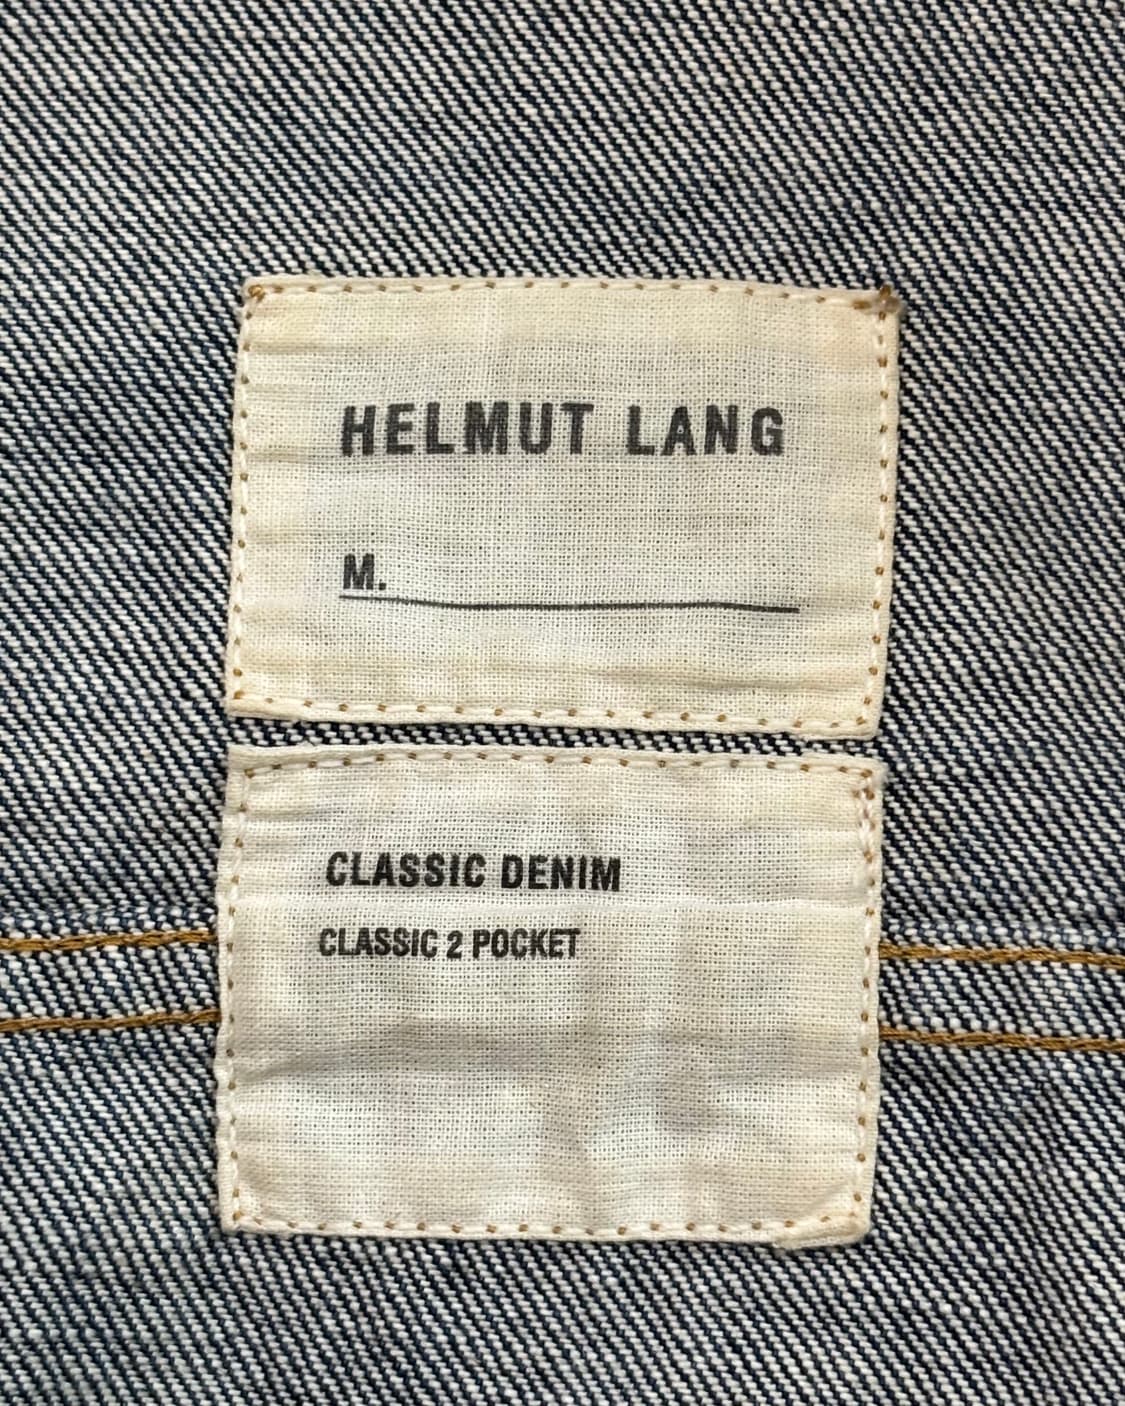 HELMUT LANG
M.
CLASSIC DENIM
CLASSIC 2 POCKET